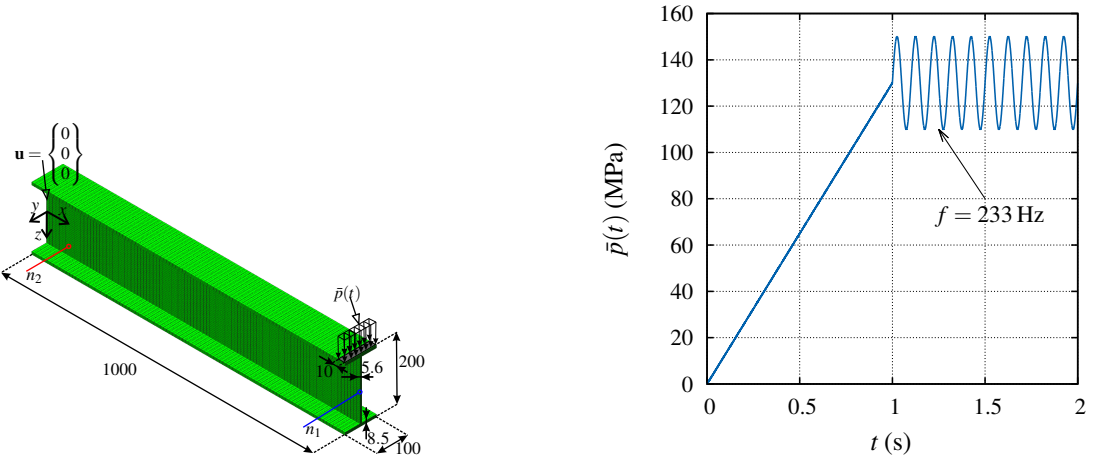 u = { 0 0 0 }
y
x
z
n₂
1000
p̄(t)
10
5.6
200
n₁
8.5
100
160
140
120
100
80
60
40
20
0
p̄(t) (MPa)
f = 233 Hz
0 0.5 1 1.5 2
t (s)